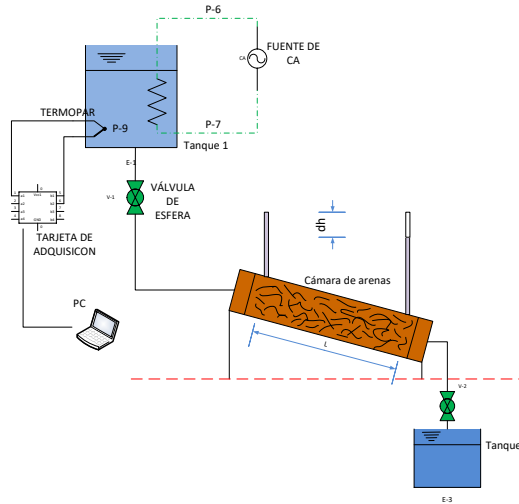 P-6
FUENTE DE
CA
CA
TERMOPAR
P-9
P-7
Tanque 1
E-1
V-1
VÁLVULA
DE
ESFERA
TARJETA DE
ADQUISICON
PC
dh
Cámara de arenas
L
V-2
Tanque
E-3